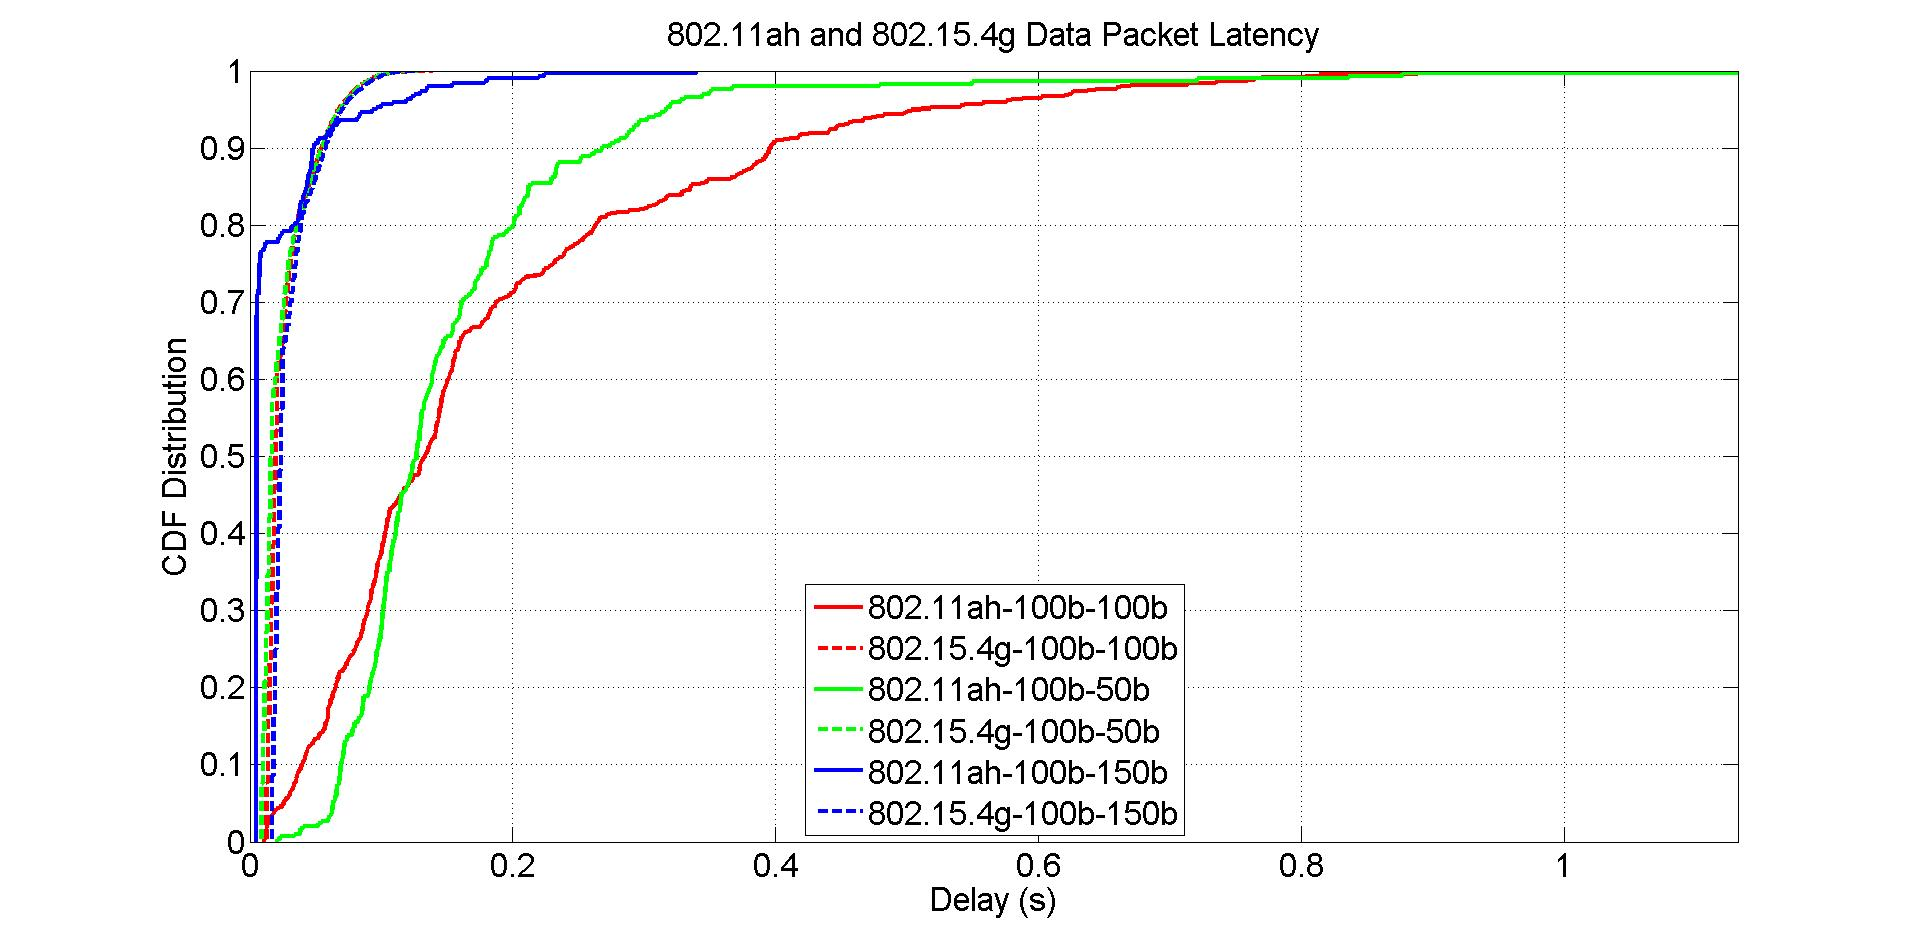 802.11ah and 802.15.4g Data Packet Latency
CDF Distribution
1
0.9
0.8
0.7
0.6
0.5
0.4
0.3
0.2
0.1
0
802.11ah-100b-100b
802.15.4g-100b-100b
802.11ah-100b-50b
802.15.4g-100b-50b
802.11ah-100b-150b
802.15.4g-100b-150b
0 0.2 0.4 0.6 0.8 1
Delay (s)